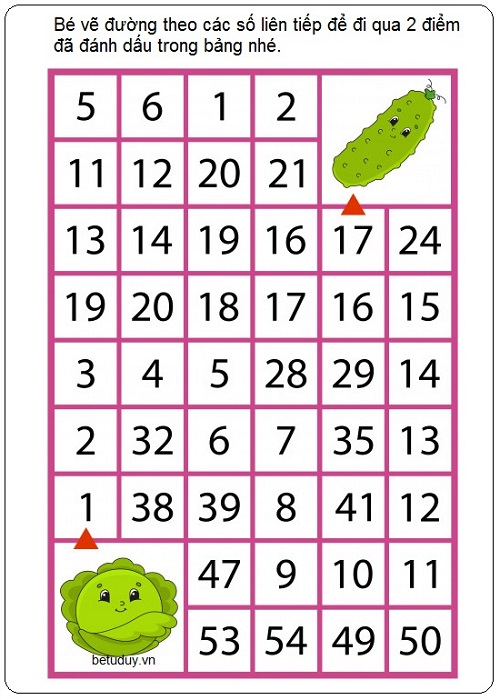 Bé vẽ đường theo các số liên tiếp để đi qua 2 điểm
đã đánh dấu trong bảng nhé.
5 6 1 2
11 12 20 21
13 14 19 16 17 24
19 20 18 17 16 15
3 4 5 28 29 14
2 32 6 7 35 13
1 38 39 8 41 12
47 9 10 11
53 54 49 50
betuduy.vn